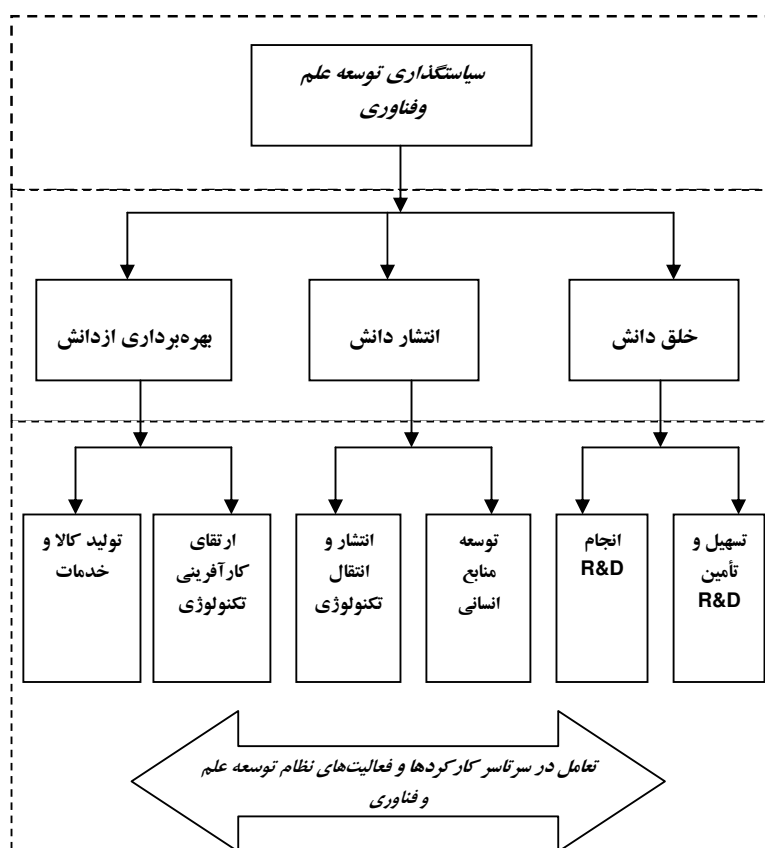 سیاستگذاری توسعه علم
وفناوری
خلق دانش
انتشار دانش
بهره‌برداری ازدانش
تسهیل و
تأمین
R&D
انجام
R&D
توسعه
منابع
انسانی
انتشار و
انتقال
تکنولوژی
ارتقای
کارآفرینی
تکنولوژی
تولید کالا و
خدمات
تعامل در سرتاسر کارکردها و فعالیت‌های نظام توسعه علم
و فناوری